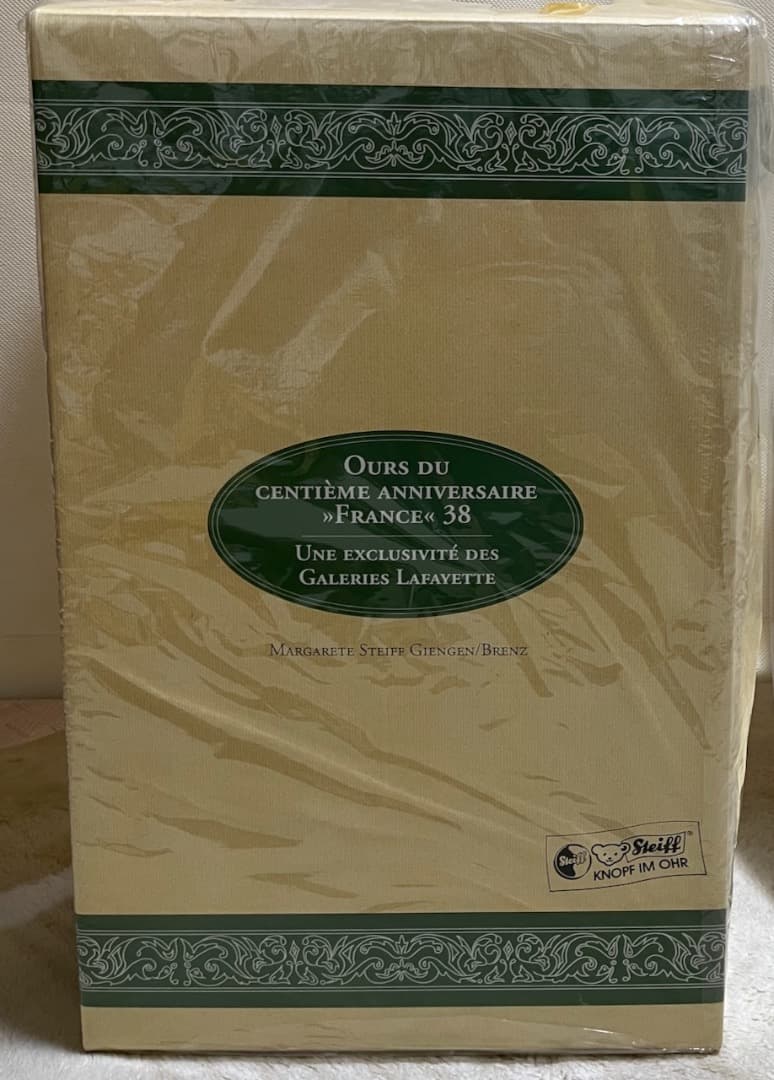 OURS DU
CENTIÈME ANNIVERSAIRE
»FRANCE« 38
UNE EXCLUSIVITÉ DES
GALERIES LAFAYETTE
MARGARETE STEIFF GIENGEN/BRENZ
Steiff
Steiff®
KNOPF IM OHR